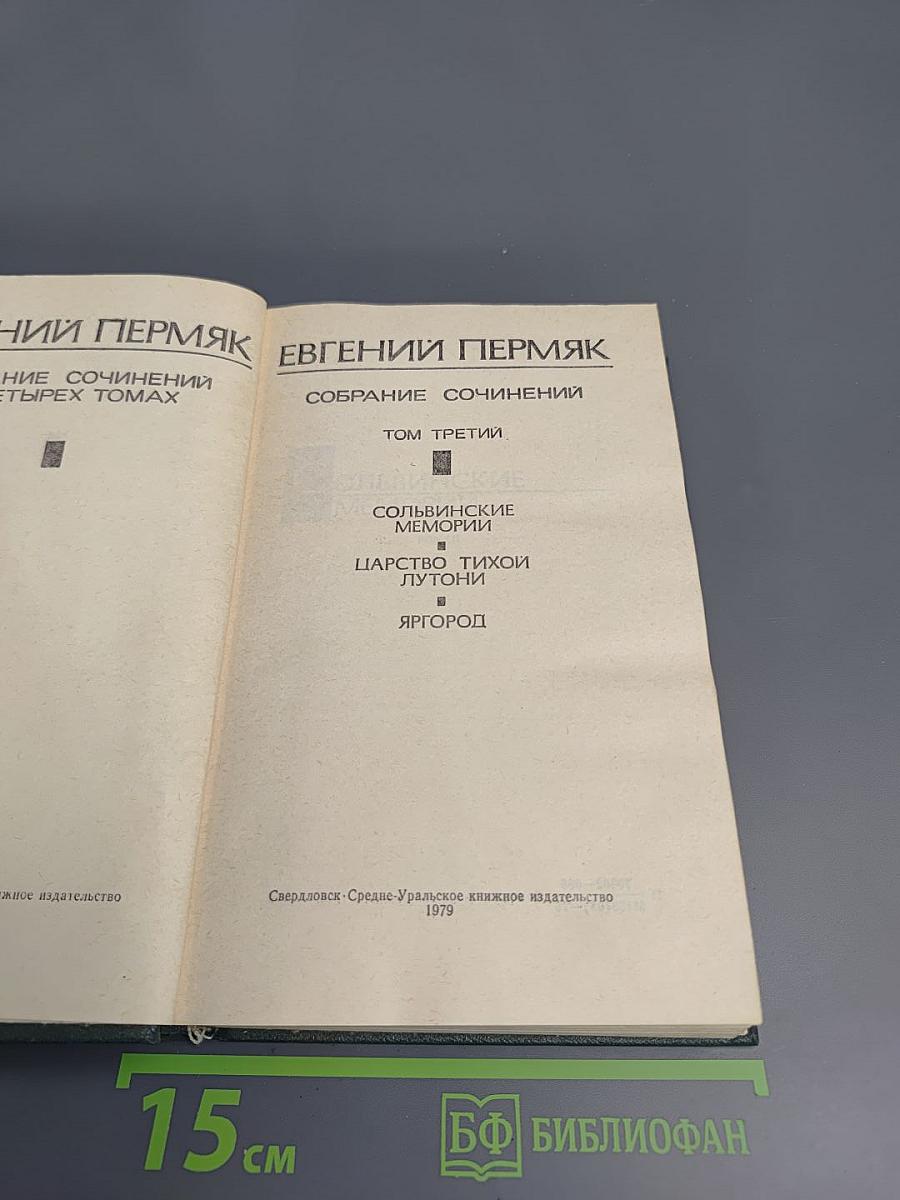 НИЙ ПЕРМЯК
НИЕ СОЧИНЕНИЙ
ЕТЫРЕХ ТОМАХ
жное издательство
ЕВГЕНИЙ ПЕРМЯК
СОБРАНИЕ СОЧИНЕНИЙ
ТОМ ТРЕТИЙ
СОЛЬВИНСКИЕ
МЕМОРИИ
ЦАРСТВО ТИХОЙ
ЛУТОНИ
ЯРГОРОД
Свердловск·Средне-Уральское книжное издательство
1979
15 см
БФ БИБЛИОФАН